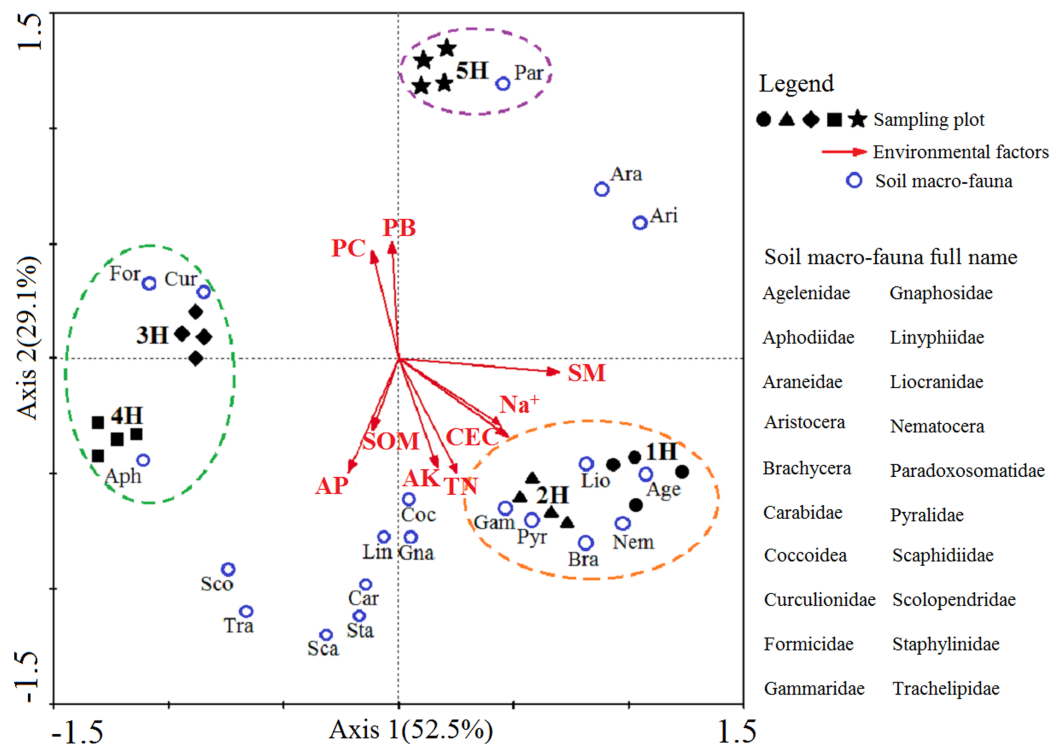 1.5
5H
Par
Ara
Ari
PB
PC
For
Cur
3H
SM
Na+
4H
SOM
CEC
1H
Aph
AP
AK
TN
Lio
Age
2H
Coc
Gam
Pyr
Nem
Lin
Gna
Bra
Sco
Car
Tra
Sta
Sca
-1.5
Axis 2(29.1%)
-1.5
Axis 1(52.5%)
1.5
Legend
Sampling plot
Environmental factors
Soil macro-fauna
Soil macro-fauna full name
Agelenidae Gnaphosidae
Aphodiidae Linyphiidae
Araneidae Liocranidae
Aristocera Nematocera
Brachycera Paradoxosomatidae
Carabidae Pyralidae
Coccoidea Scaphidiidae
Curculionidae Scolopendridae
Formicidae Staphylinidae
Gammaridae Trachelipidae